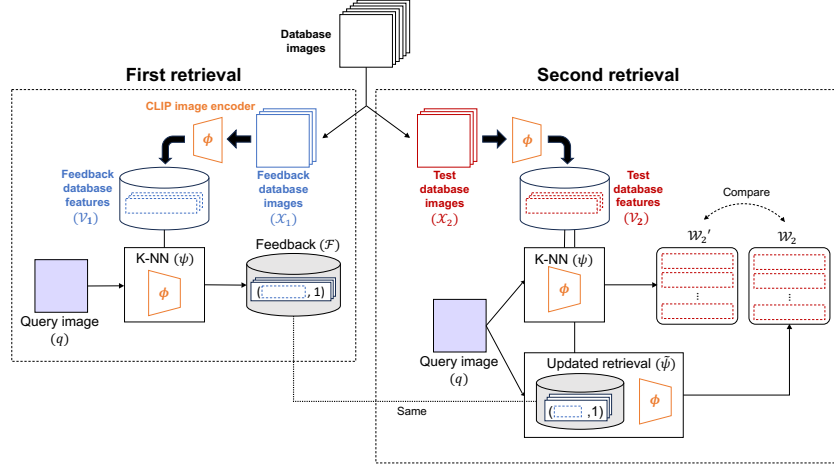 Database
images
First retrieval
Second retrieval
CLIP image encoder
ϕ
Feedback
database
features
(𝒱₁)
Feedback
database
images
(𝒳₁)
K-NN (ψ)
ϕ
Query image
(q)
Feedback (ℱ)
( , 1)
Test
database
images
(𝒳₂)
ϕ
Test
database
features
(𝒱₂)
Compare
𝒲₂′
𝒲₂
⋮
⋮
K-NN (ψ)
ϕ
Query image
(q)
Updated retrieval (ψ̃)
( ,1)
ϕ
Same